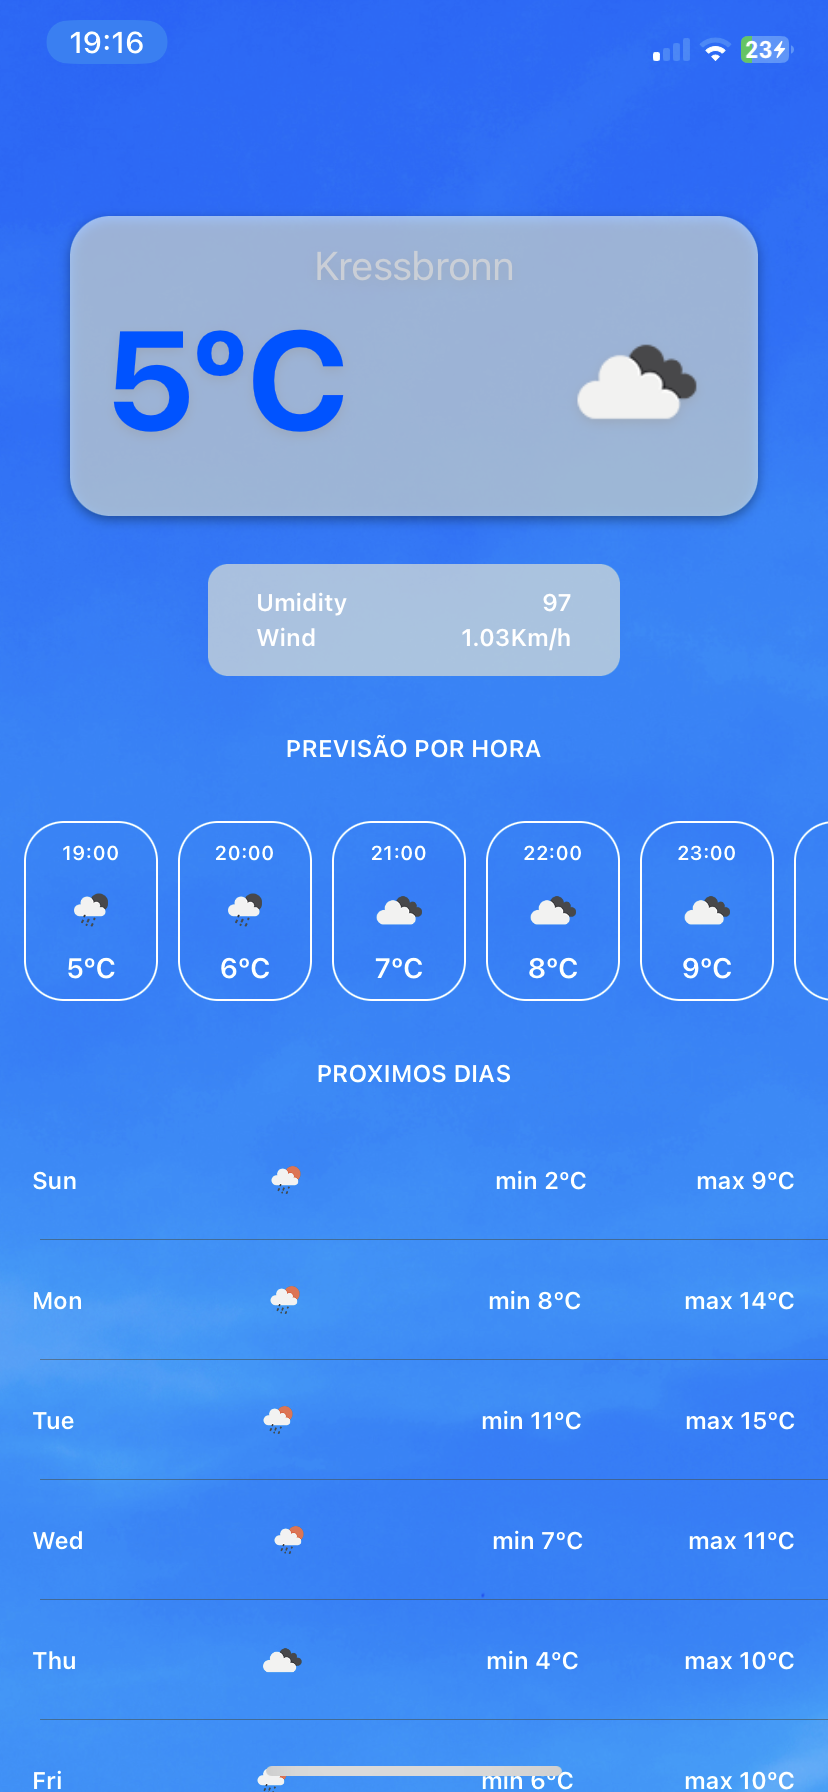 19:16
23
Kressbronn
5°C
Umidity 97
Wind 1.03Km/h
PREVISÃO POR HORA
19:00 20:00 21:00 22:00 23:00
5°C 6°C 7°C 8°C 9°C
PROXIMOS DIAS
Sun min 2°C max 9°C
Mon min 8°C max 14°C
Tue min 11°C max 15°C
Wed min 7°C max 11°C
Thu min 4°C max 10°C
Fri min 6°C max 10°C